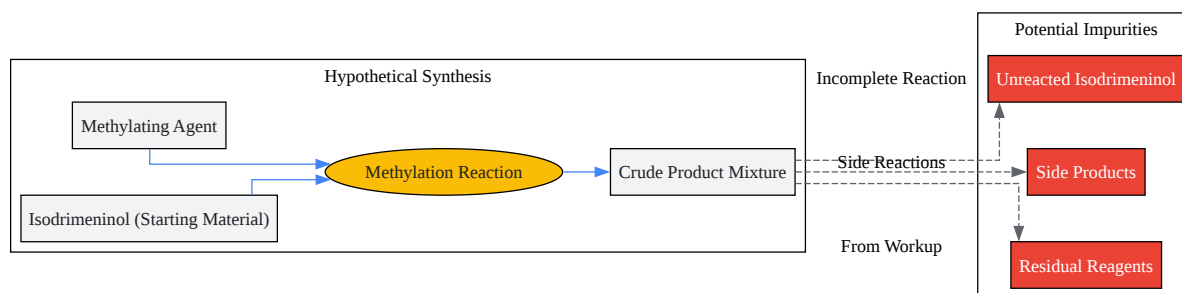 Potential Impurities
Hypothetical Synthesis
Incomplete Reaction
Unreacted Isodrimeninol
Methylating Agent
Methylation Reaction
Crude Product Mixture
Side Reactions
Side Products
Isodrimeninol (Starting Material)
From Workup
Residual Reagents